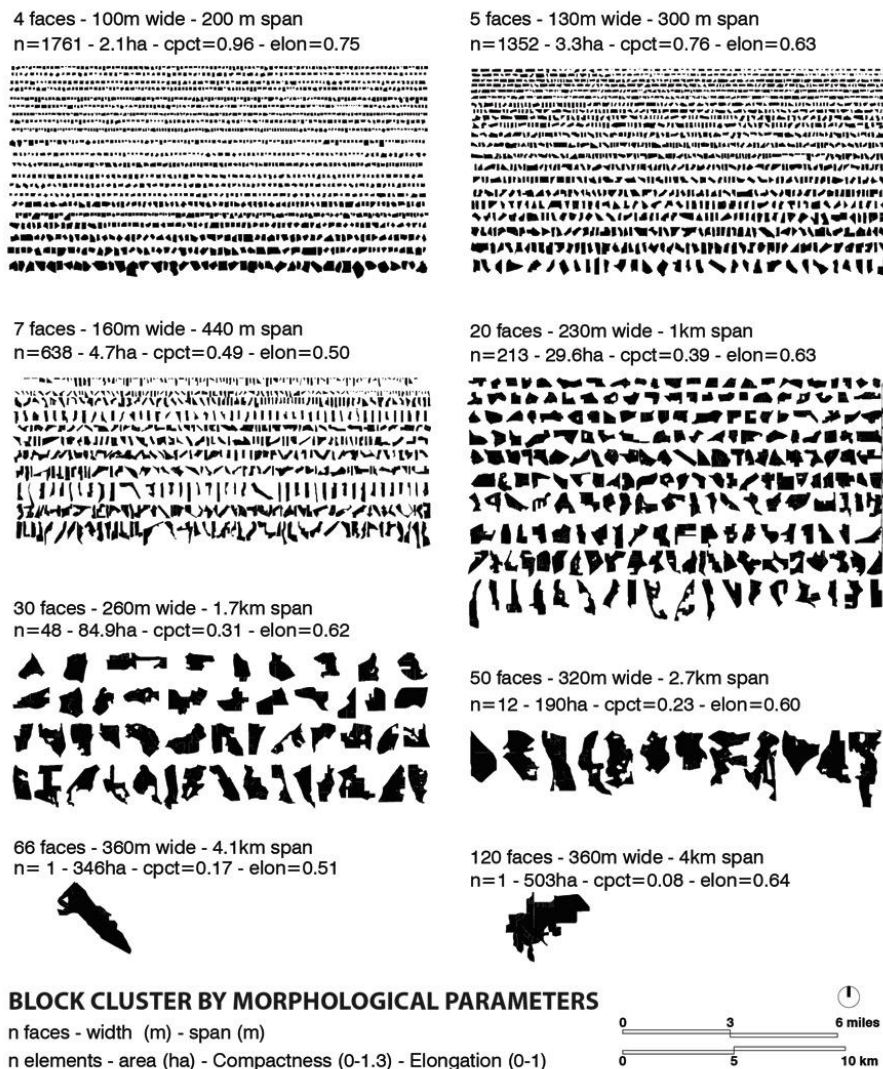 4 faces - 100m wide - 200 m span
n=1761 - 2.1ha - cpct=0.96 - elon=0.75
5 faces - 130m wide - 300 m span
n=1352 - 3.3ha - cpct=0.76 - elon=0.63
7 faces - 160m wide - 440 m span
n=638 - 4.7ha - cpct=0.49 - elon=0.50
20 faces - 230m wide - 1km span
n=213 - 29.6ha - cpct=0.39 - elon=0.63
30 faces - 260m wide - 1.7km span
n=48 - 84.9ha - cpct=0.31 - elon=0.62
50 faces - 320m wide - 2.7km span
n=12 - 190ha - cpct=0.23 - elon=0.60
66 faces - 360m wide - 4.1km span
n= 1 - 346ha - cpct=0.17 - elon=0.51
120 faces - 360m wide - 4km span
n=1 - 503ha - cpct=0.08 - elon=0.64
BLOCK CLUSTER BY MORPHOLOGICAL PARAMETERS
n faces - width (m) - span (m)
n elements - area (ha) - Compactness (0-1.3) - Elongation (0-1)
0 3 6 miles
0 5 10 km